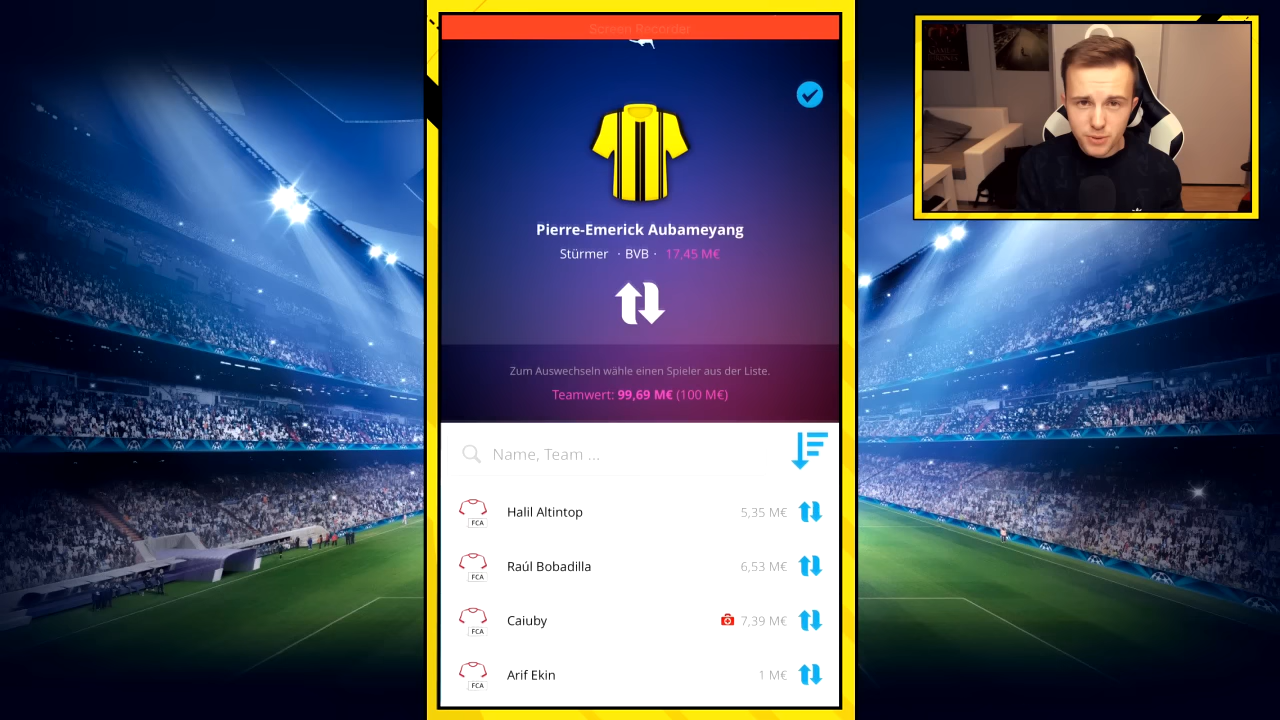 Screen Recorder
Pierre-Emerick Aubameyang
Stürmer · BVB · 17,45 M€
Zum Auswechseln wähle einen Spieler aus der Liste.
Teamwert: 99,69 M€ (100 M€)
Name, Team ...
FCA
Halil Altintop
5,35 M€
FCA
Raúl Bobadilla
6,53 M€
FCA
Caiuby
7,39 M€
FCA
Arif Ekin
1 M€